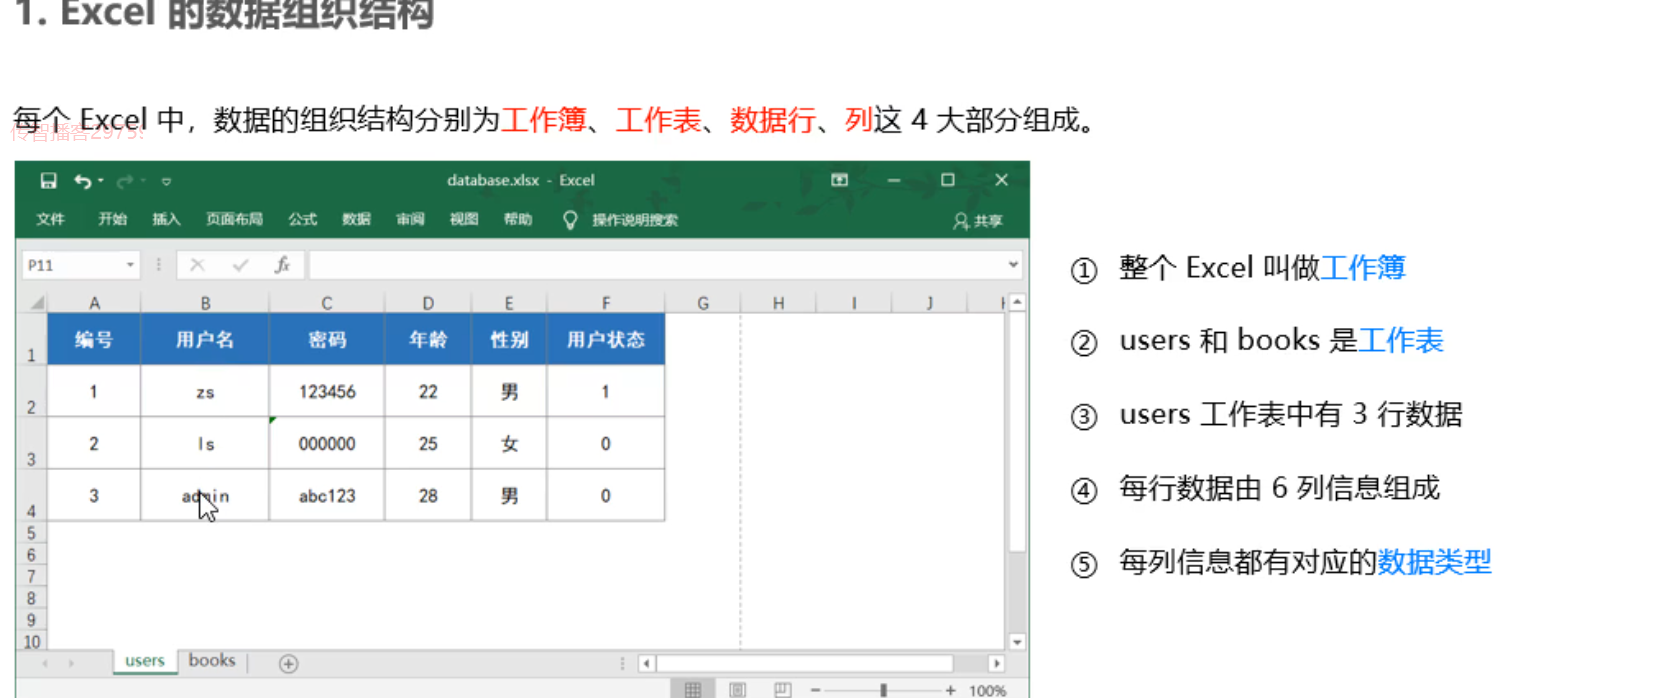 1. Excel 的数据组织结构
每个 Excel 中，数据的组织结构分别为工作簿、工作表、数据行、列这 4 大部分组成。
传智播客2975
database.xlsx - Excel
文件 开始 插入 页面布局 公式 数据 审阅 视图 帮助 操作说明搜索 共享
P11 fx
A B C D E F G H I J
1 编号 用户名 密码 年龄 性别 用户状态
2 1 zs 123456 22 男 1
3 2 ls 000000 25 女 0
4 3 admin abc123 28 男 0
5
6
7
8
9
10
users books
100%
① 整个 Excel 叫做工作簿
② users 和 books 是工作表
③ users 工作表中有 3 行数据
④ 每行数据由 6 列信息组成
⑤ 每列信息都有对应的数据类型